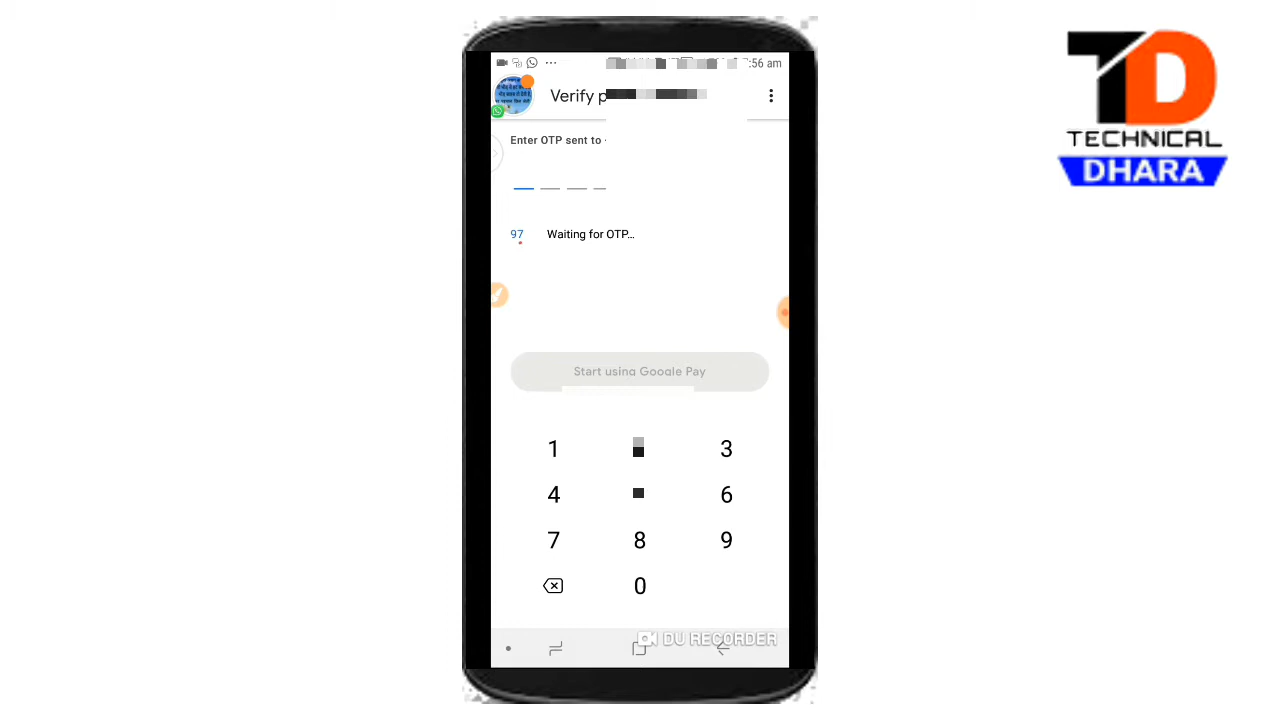 :56 am
Verify p
TD
TECHNICAL
DHARA
Enter OTP sent to
97 Waiting for OTP...
Start using Google Pay
1 3
4 6
7 8 9
0
DU RECORDER